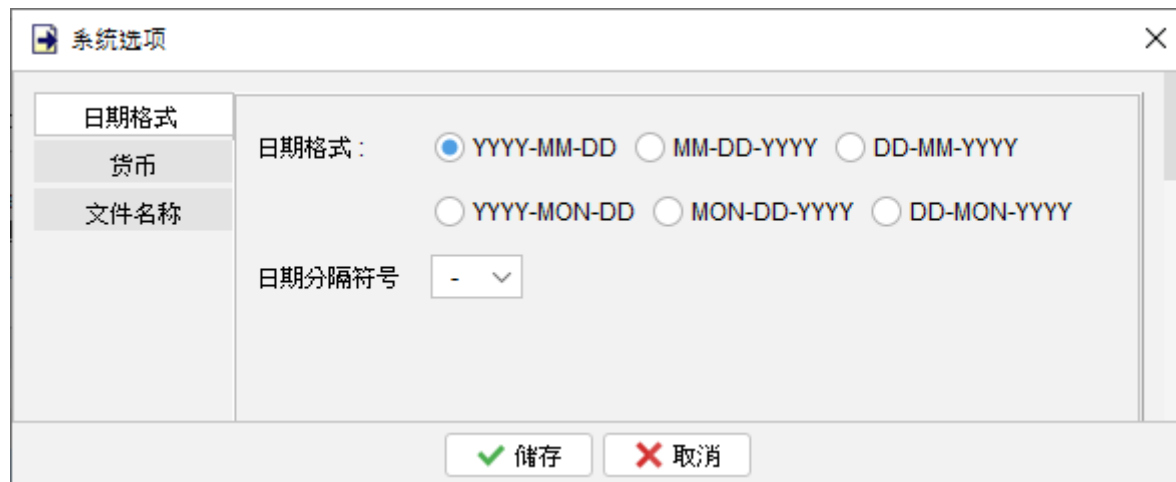 系统选项
日期格式
货币
文件名称
日期格式 : YYYY-MM-DD MM-DD-YYYY DD-MM-YYYY
YYYY-MON-DD MON-DD-YYYY DD-MON-YYYY
日期分隔符号 -
储存 取消